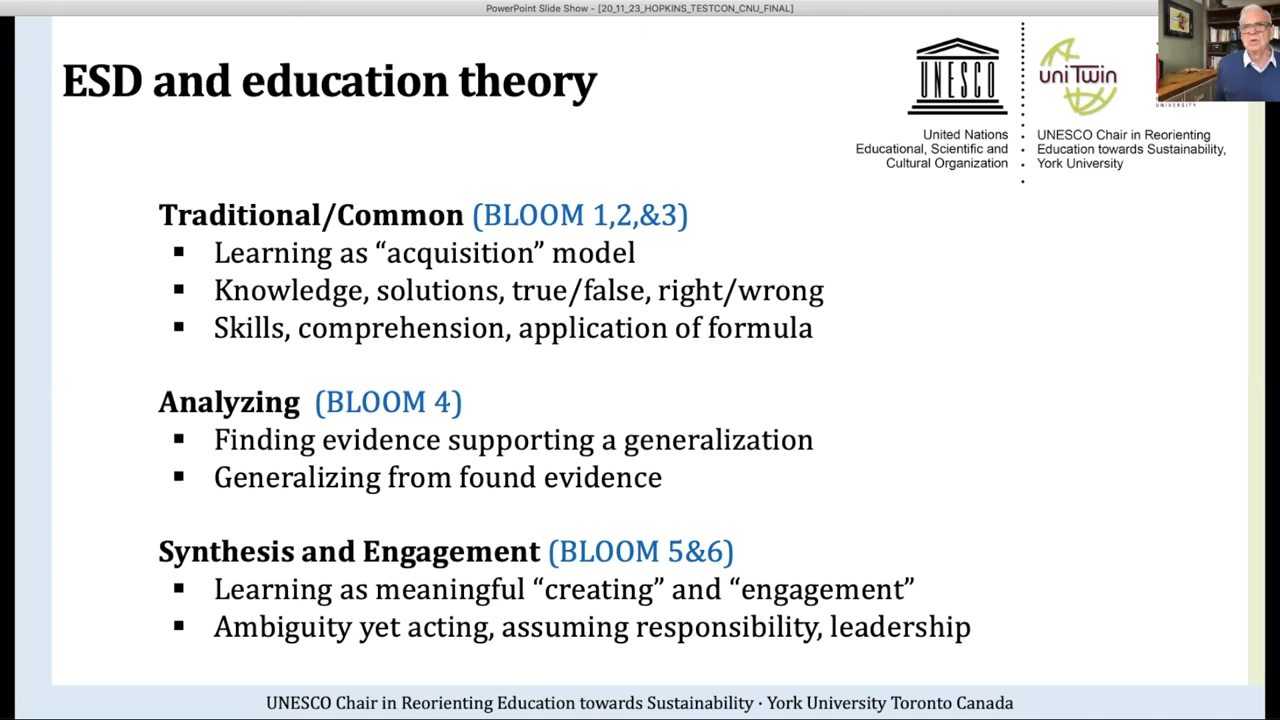 PowerPoint Slide Show - [20_11_23_HOPKINS_TESTCON_CNU_FINAL]
ESD and education theory
UNESCO
uniTwin
United Nations
Educational, Scientific and
Cultural Organization
UNESCO Chair in Reorienting
Education towards Sustainability,
York University
UNIVERSITY
Traditional/Common (BLOOM 1,2,&3)
▪ Learning as “acquisition” model
▪ Knowledge, solutions, true/false, right/wrong
▪ Skills, comprehension, application of formula
Analyzing (BLOOM 4)
▪ Finding evidence supporting a generalization
▪ Generalizing from found evidence
Synthesis and Engagement (BLOOM 5&6)
▪ Learning as meaningful “creating” and “engagement”
▪ Ambiguity yet acting, assuming responsibility, leadership
UNESCO Chair in Reorienting Education towards Sustainability · York University Toronto Canada